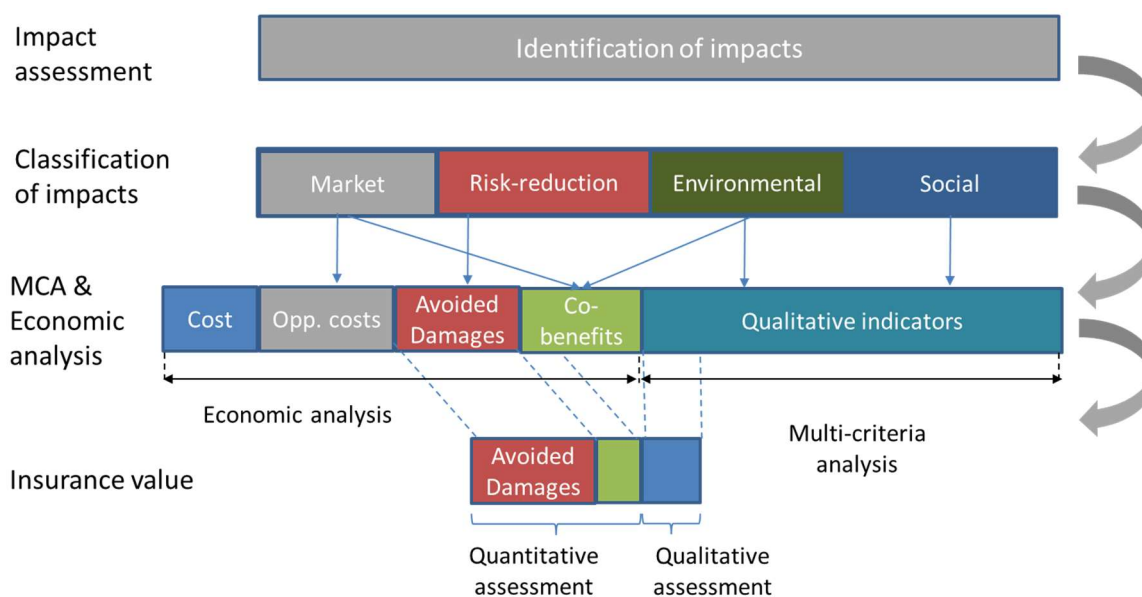 Impact
assessment
Identification of impacts
Classification
of impacts
Market
Risk-reduction
Environmental
Social
MCA &
Economic
analysis
Cost
Opp. costs
Avoided
Damages
Co-
benefits
Qualitative indicators
Economic analysis
Multi-criteria
analysis
Insurance value
Avoided
Damages
Quantitative
assessment
Qualitative
assessment